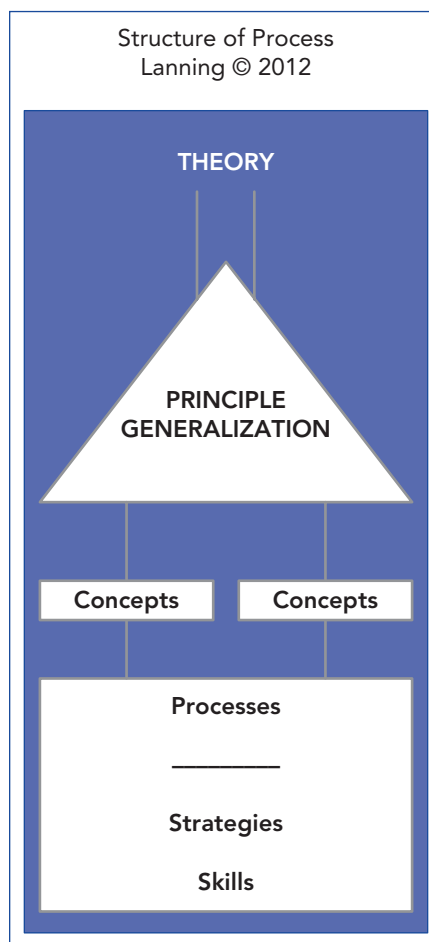 Structure of Process
Lanning © 2012
THEORY
PRINCIPLE
GENERALIZATION
Concepts
Concepts
Processes
Strategies
Skills